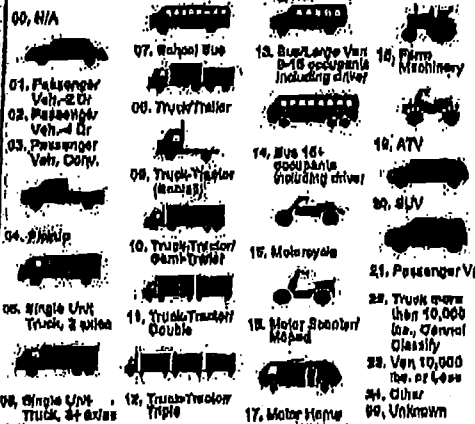 00, N/A
01. Passenger
Veh.-2 Dr
02. Passenger
Veh.-4 Dr
03. Passenger
Veh. Conv.
04. Pickup
05. Single Unit
Truck, 2 axles
06. Single Unit
Truck, 3+ axles
07. School Bus
08. Truck/Trailer
09. Truck-Tractor
(Bobtail)
10. Truck-Tractor/
Semi-Trailer
11. Truck-Tractor/
Double
12. Truck-Tractor/
Triple
13. Bus/Large Van
9-15 occupants
including driver
14. Bus 16+
occupants
including driver
15. Motorcycle
16. Motor Scooter/
Moped
17. Motor Home
18. Farm
Machinery
19. ATV
20. SUV
21. Passenger V
22. Truck more
than 10,000
lbs., Cannot
Classify
23. Van 10,000
lbs. or Less
24. Other
99. Unknown